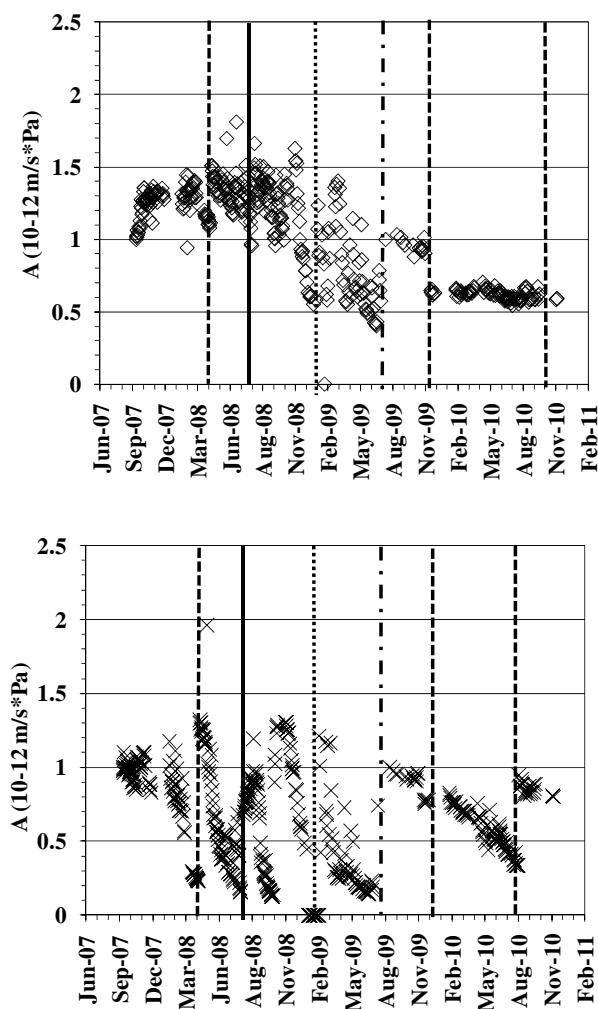 2.5
2
1.5
1
0.5
0
A (10-12 m/s*Pa)
Jun-07
Sep-07
Dec-07
Mar-08
Jun-08
Aug-08
Nov-08
Feb-09
May-09
Aug-09
Nov-09
Feb-10
May-10
Aug-10
Nov-10
Feb-11
2.5
2
1.5
1
0.5
0
A (10-12 m/s*Pa)
Jun-07
Sep-07
Dec-07
Mar-08
Jun-08
Aug-08
Nov-08
Feb-09
May-09
Aug-09
Nov-09
Feb-10
May-10
Aug-10
Nov-10
Feb-11